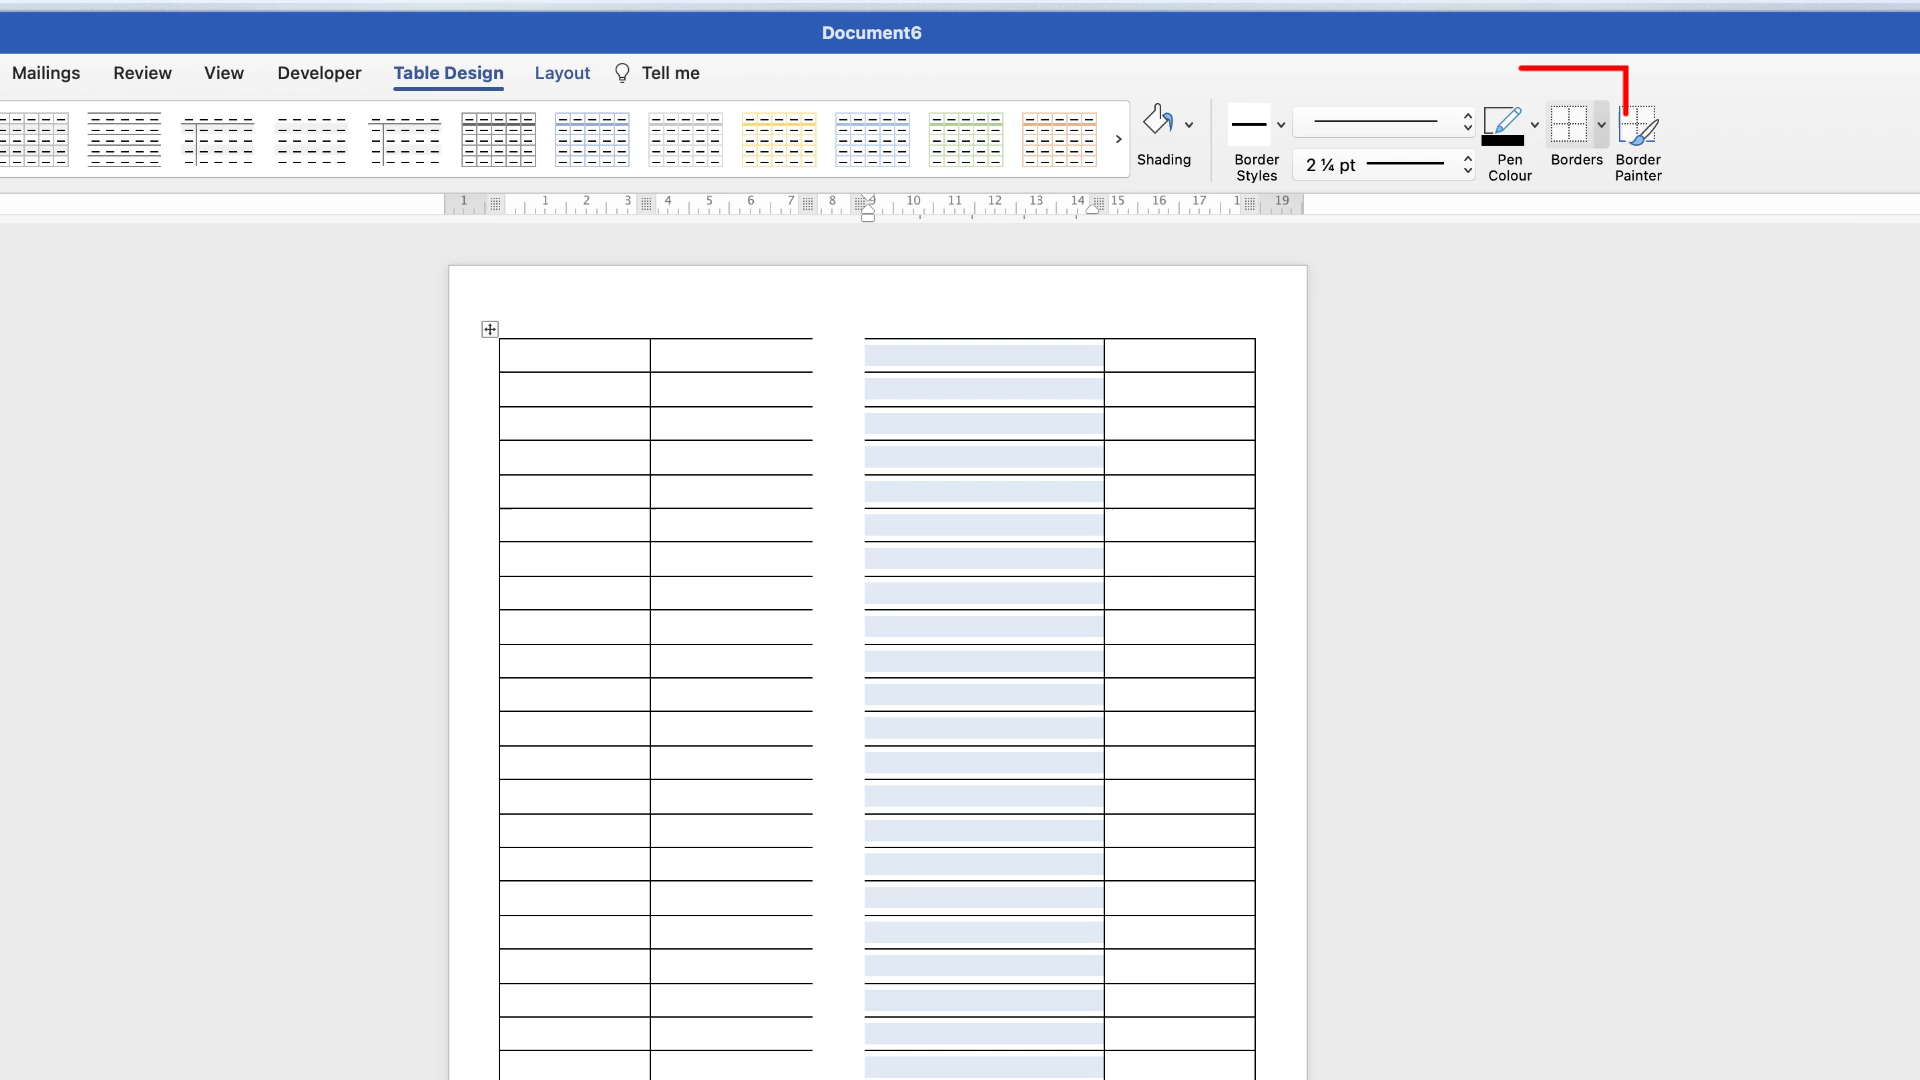 Document6
Mailings Review View Developer Table Design Layout Tell me
Shading
Border Styles
2 ¼ pt
Pen Colour
Borders
Border Painter
1 1 2 3 4 5 6 7 8 9 10 11 12 13 14 15 16 17 1 19